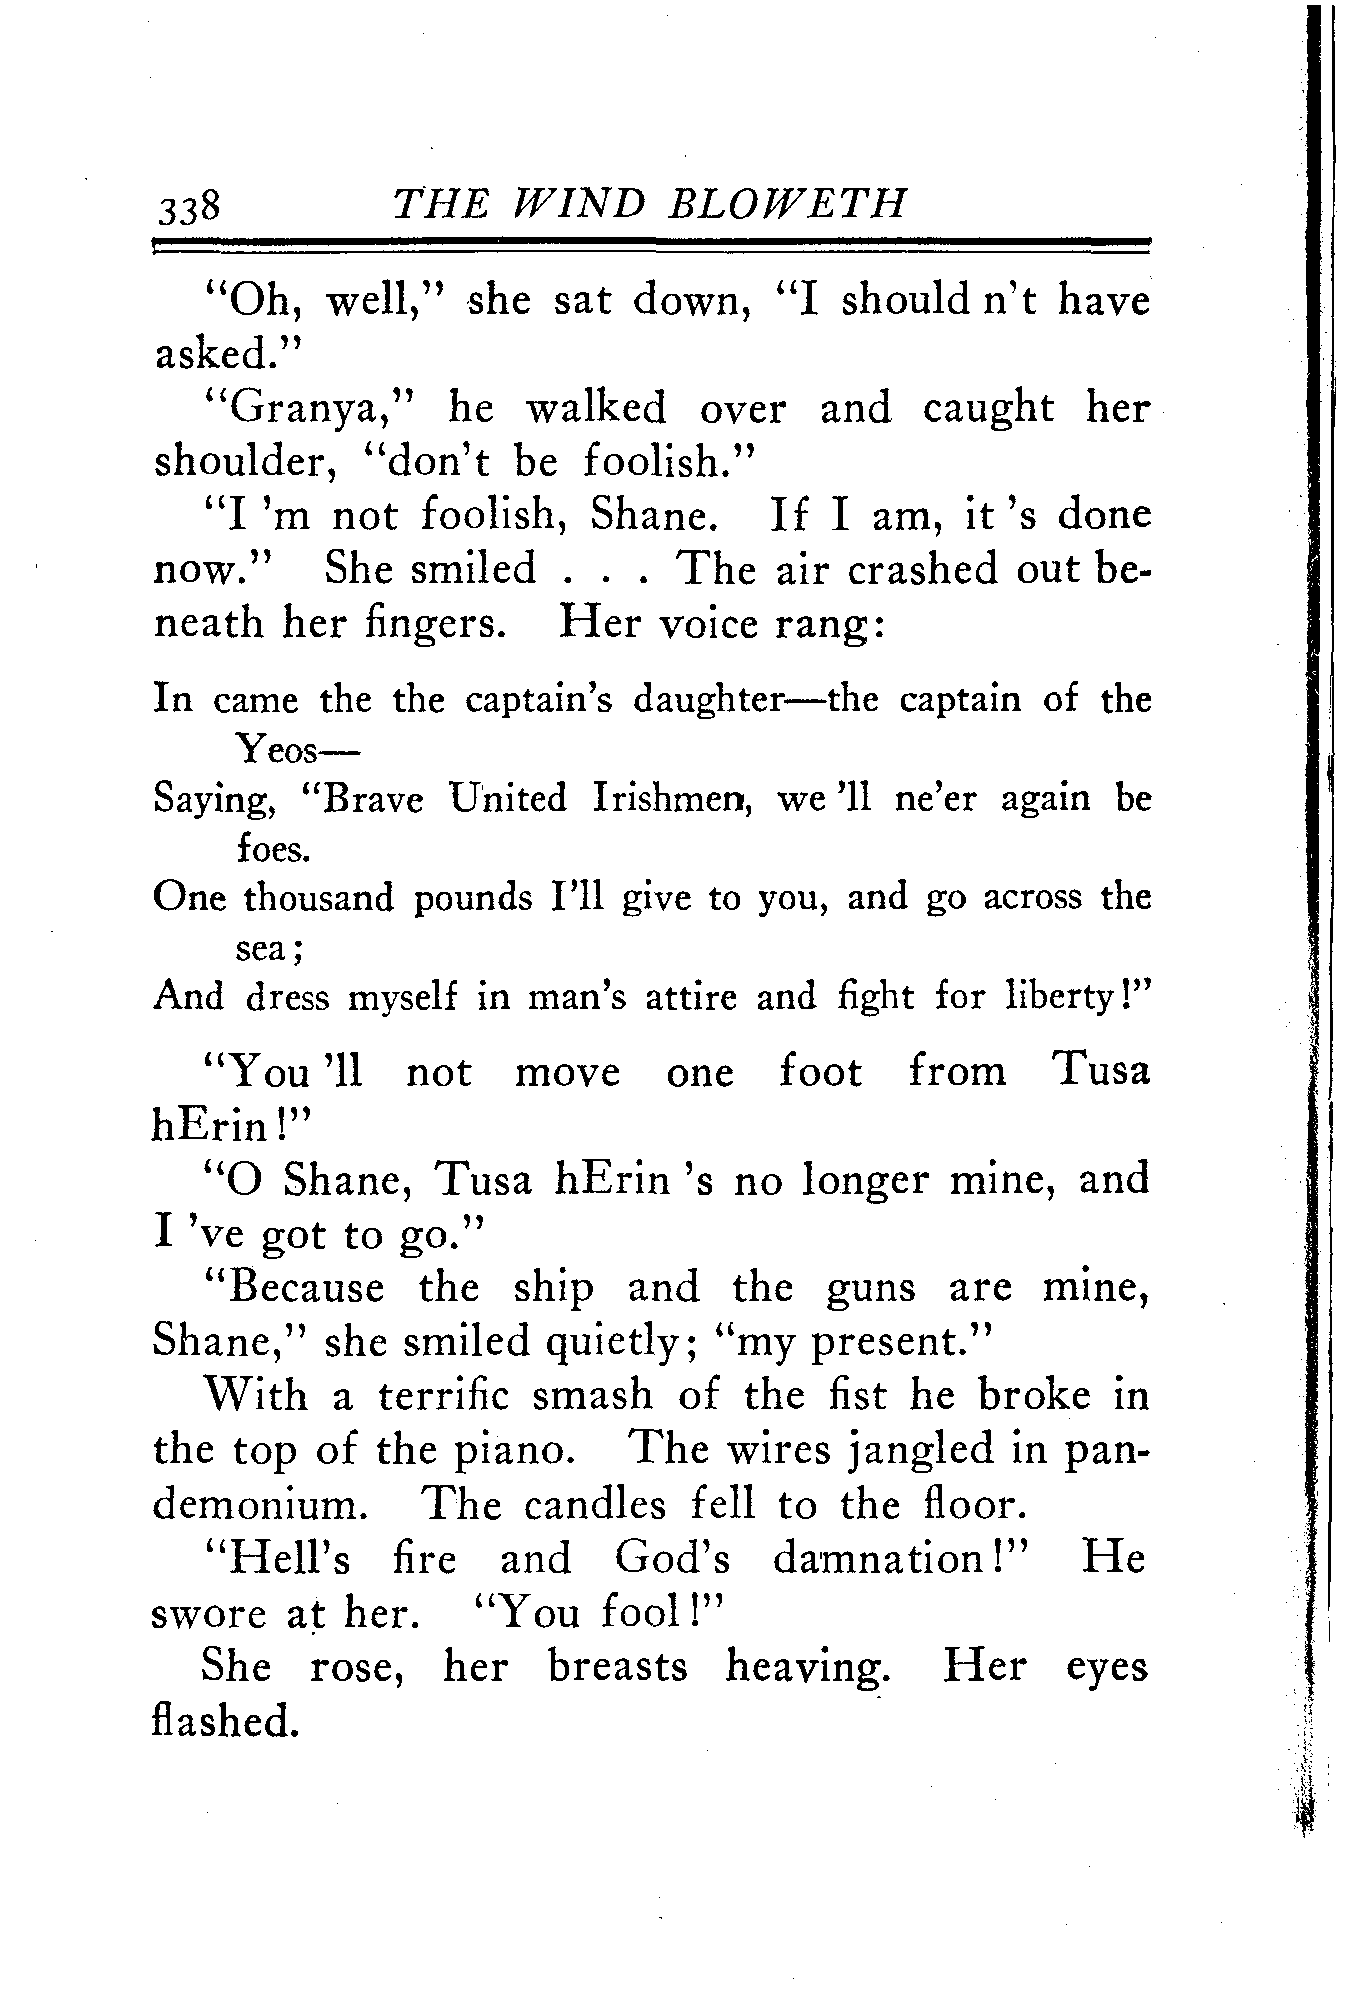 338 THE WIND BLOWETH
"Oh, well," she sat down, "I should n't have
asked."
"Granya," he walked over and caught her
shoulder, "don't be foolish."
"I 'm not foolish, Shane. If I am, it 's done
now." She smiled . . . The air crashed out be-
neath her fingers. Her voice rang:
In came the the captain's daughter—the captain of the
Yeos—
Saying, "Brave United Irishmen, we 'll ne'er again be
foes.
One thousand pounds I'll give to you, and go across the
sea;
And dress myself in man's attire and fight for liberty!"
"You 'll not move one foot from Tusa
hErin!"
"O Shane, Tusa hErin 's no longer mine, and
I 've got to go."
"Because the ship and the guns are mine,
Shane," she smiled quietly; "my present."
With a terrific smash of the fist he broke in
the top of the piano. The wires jangled in pan-
demonium. The candles fell to the floor.
"Hell's fire and God's damnation!" He
swore at her. "You fool!"
She rose, her breasts heaving. Her eyes
flashed.